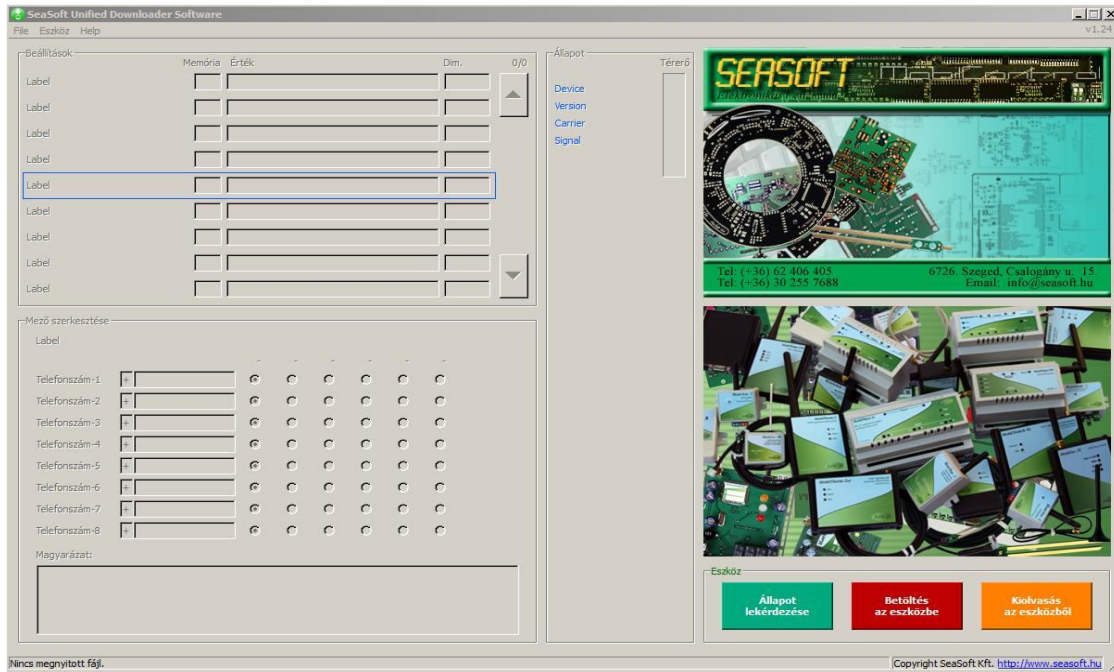 SeaSoft Unified Downloader Software
File Eszköz Help
v1.24
Beállítások
Memória Érték Dim. 0/0
Label
Label
Label
Label
Label
Label
Label
Label
Label
Mező szerkesztése
Label
Telefonszám-1 +
Telefonszám-2 +
Telefonszám-3 +
Telefonszám-4 +
Telefonszám-5 +
Telefonszám-6 +
Telefonszám-7 +
Telefonszám-8 +
Magyarázat:
Állapot
Térerő
Device
Version
Carrier
Signal
SEASOFT
Tel: (+36) 62 406 405
Tel: (+36) 30 255 7688
6726. Szeged, Csalogány u. 15.
Email: info@seasoft.hu
Eszköz
Állapot
lekérdezése
Betöltés
az eszközbe
Kiolvasás
az eszközből
Nincs megnyitott fájl.
Copyright SeaSoft Kft. http://www.seasoft.hu